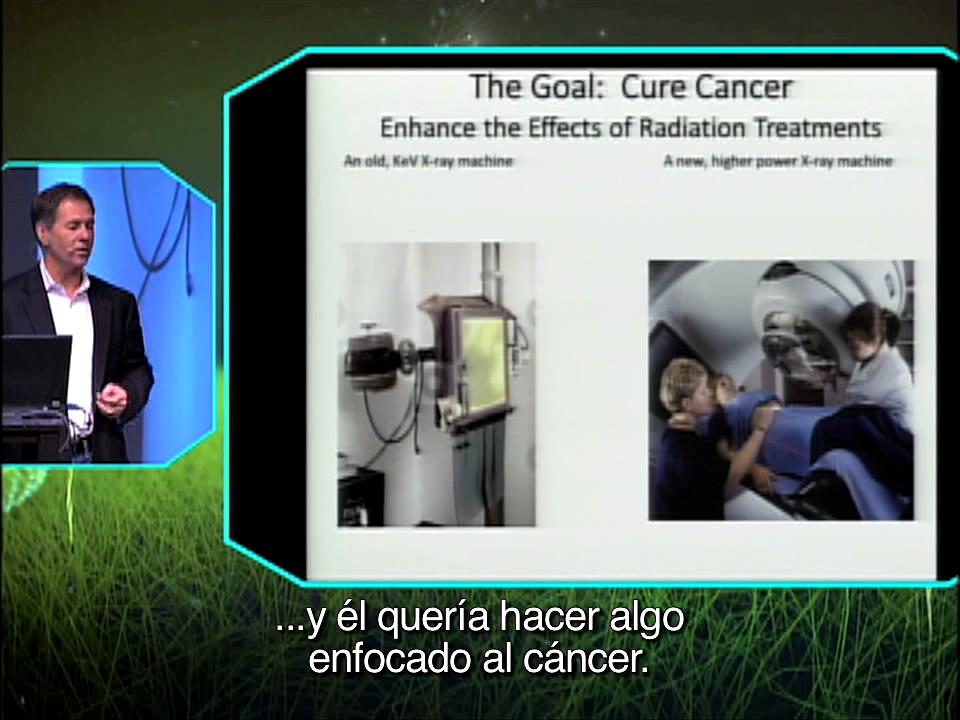 The Goal: Cure Cancer
Enhance the Effects of Radiation Treatments
An old, KeV X-ray machine
A new, higher power X-ray machine
...y él quería hacer algo
enfocado al cáncer.